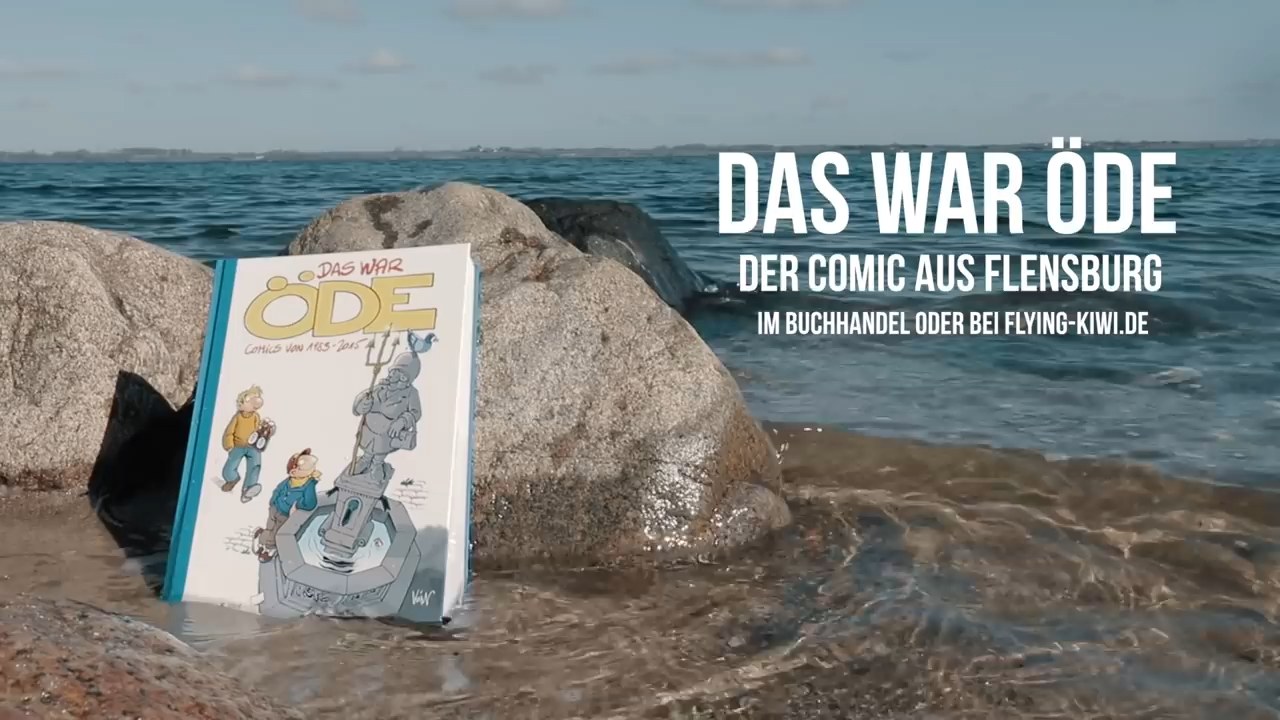 DAS WAR
ÖDE
COMICS VON 1983-2015
KIWI
DAS WAR ÖDE
DER COMIC AUS FLENSBURG
IM BUCHHANDEL ODER BEI FLYING-KIWI.DE